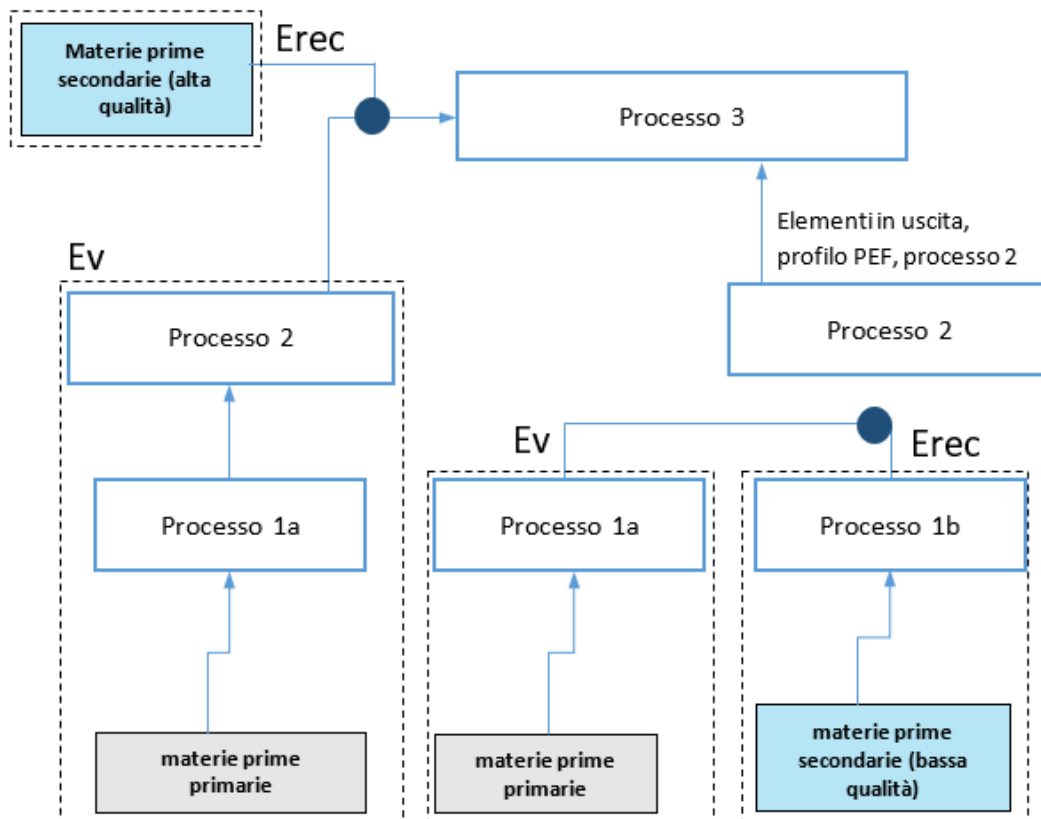 Materie prime
secondarie (alta
qualità)
Erec
Processo 3
Elementi in uscita,
profilo PEF, processo 2
Ev
Processo 2
Processo 2
Ev
Erec
Processo 1a
Processo 1a
Processo 1b
materie prime
primarie
materie prime
primarie
materie prime
secondarie (bassa
qualità)